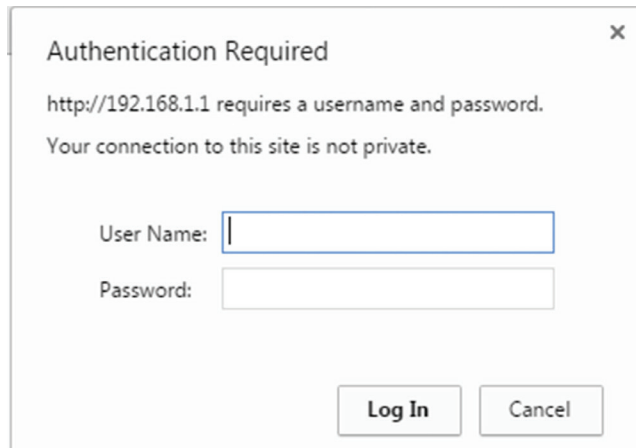 Authentication Required
http://192.168.1.1 requires a username and password.
Your connection to this site is not private.
User Name:
Password:
Log In
Cancel